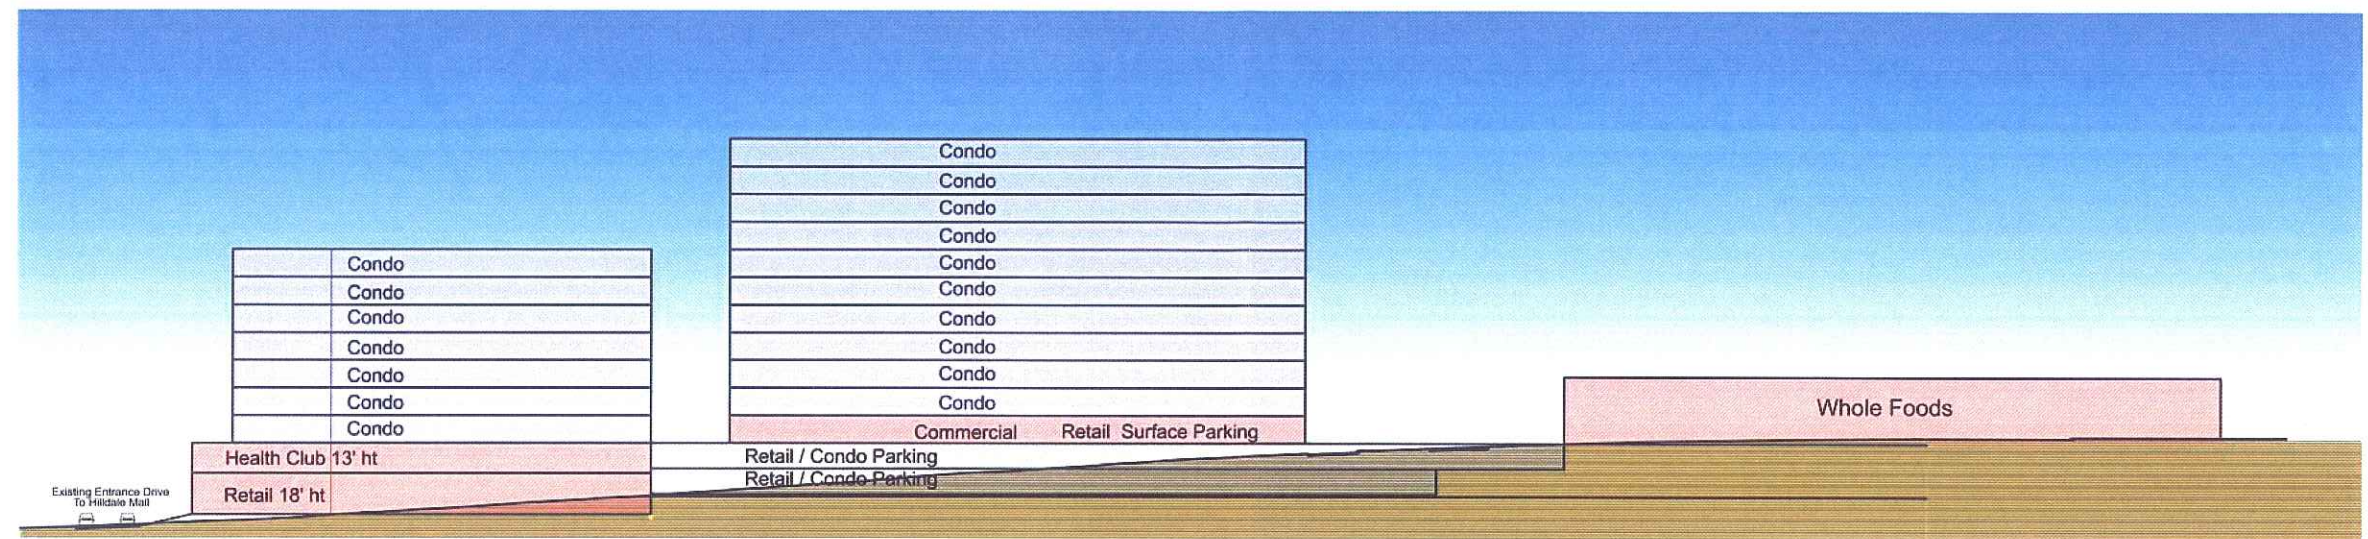 Condo
Condo
Condo
Condo
Condo
Condo
Condo
Condo
Condo
Condo
Commercial Retail Surface Parking
Condo
Condo
Condo
Condo
Condo
Condo
Condo
Health Club 13' ht
Retail 18' ht
Retail / Condo Parking
Retail / Condo Parking
Whole Foods
Existing Entrance Drive
To Hilldale Mall